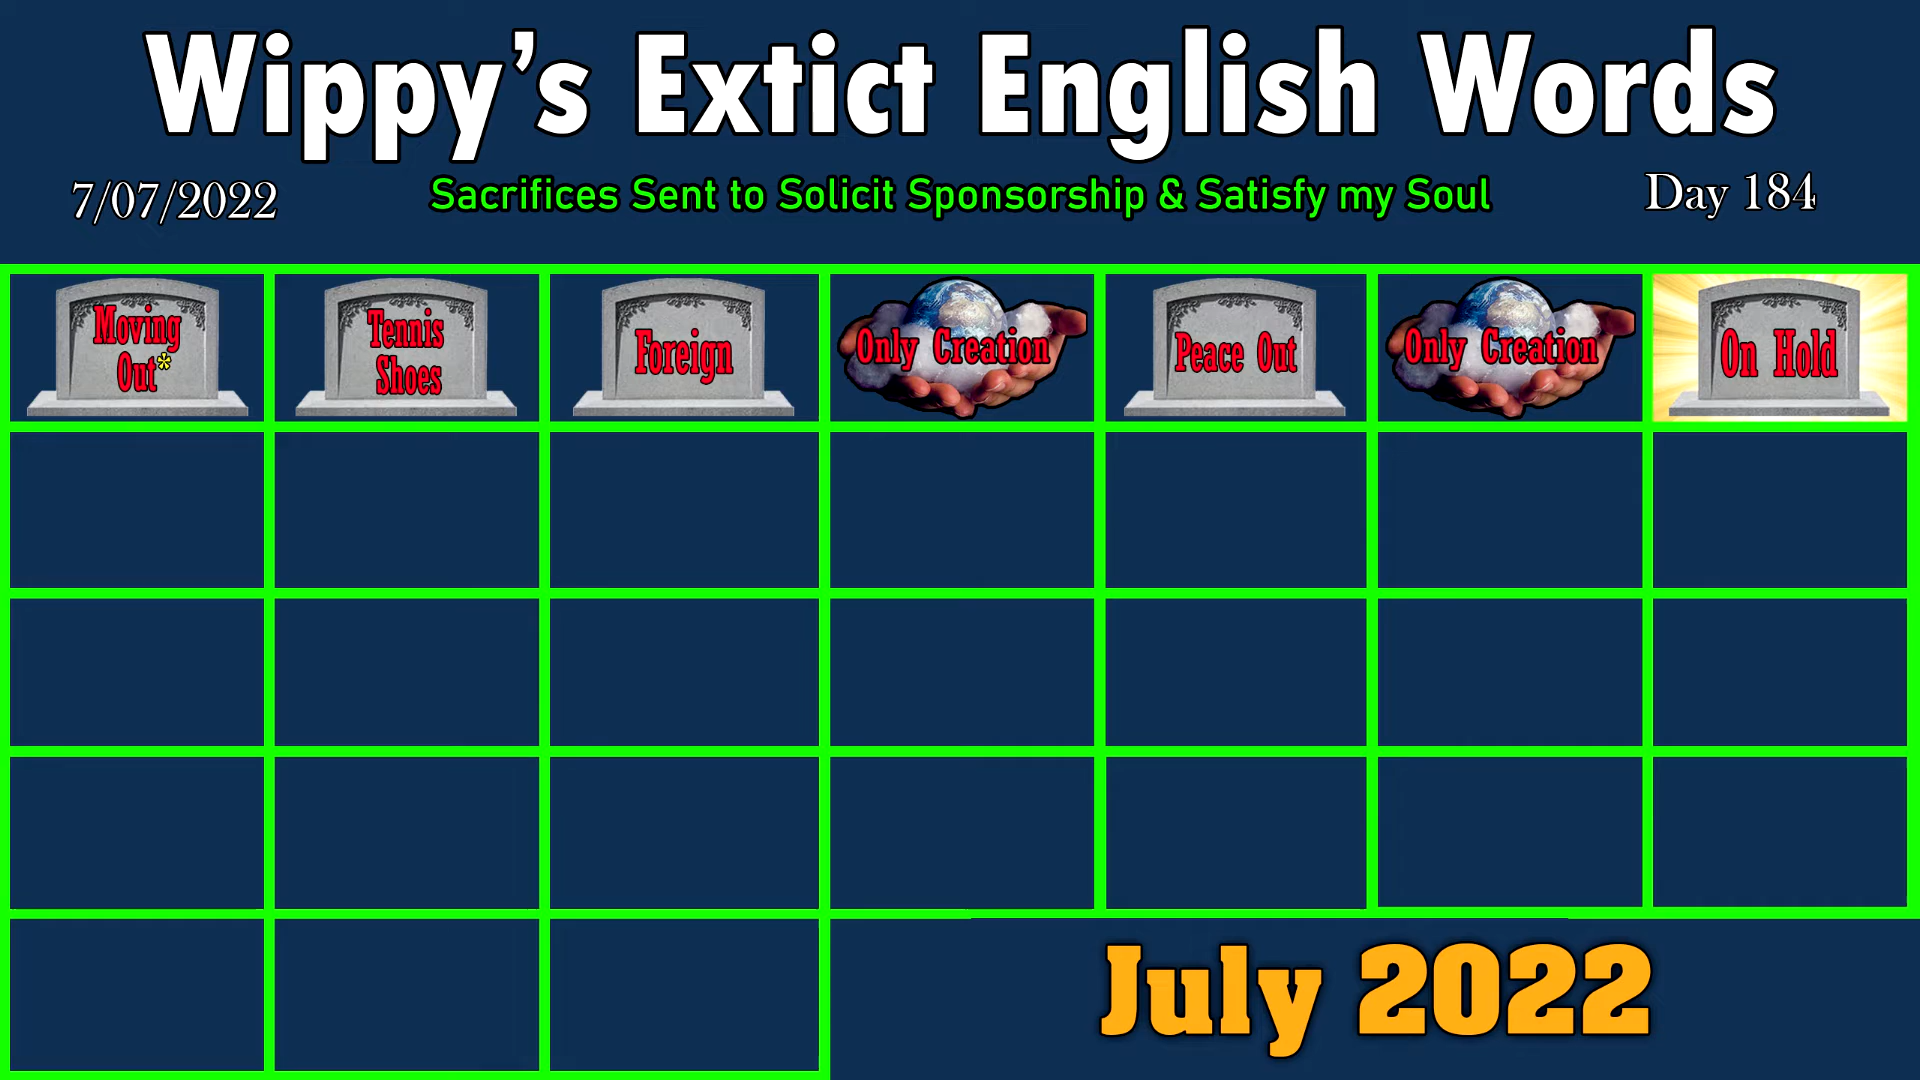 Wippy’s Extict English Words
7/07/2022
Sacrifices Sent to Solicit Sponsorship & Satisfy my Soul
Day 184
Moving
Out*
Tennis
Shoes
Foreign
Only Creation
Peace Out
Only Creation
On Hold
July 2022